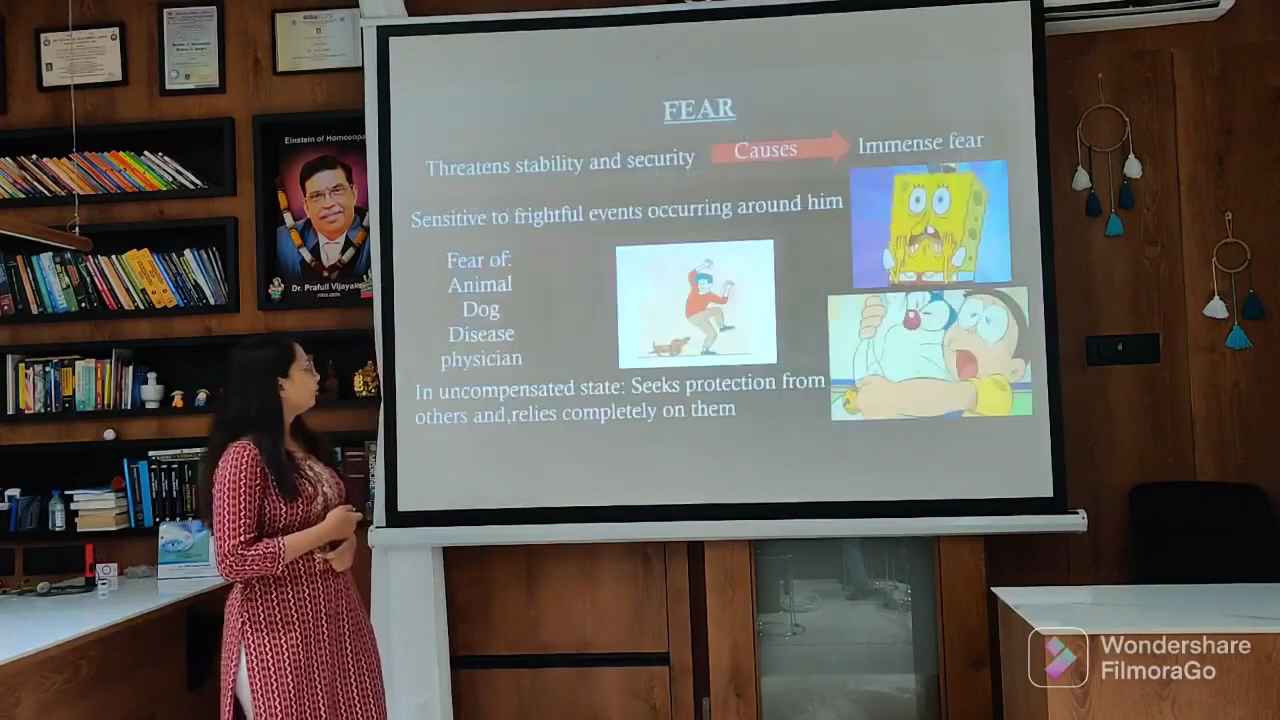 Einstein of Homoeopa
Dr. Prafull Vijayak
FEAR
Threatens stability and security
Causes
Immense fear
Sensitive to frightful events occurring around him
Fear of:
Animal
Dog
Disease
physician
In uncompensated state: Seeks protection from
others and,relies completely on them
Wondershare
FilmoraGo